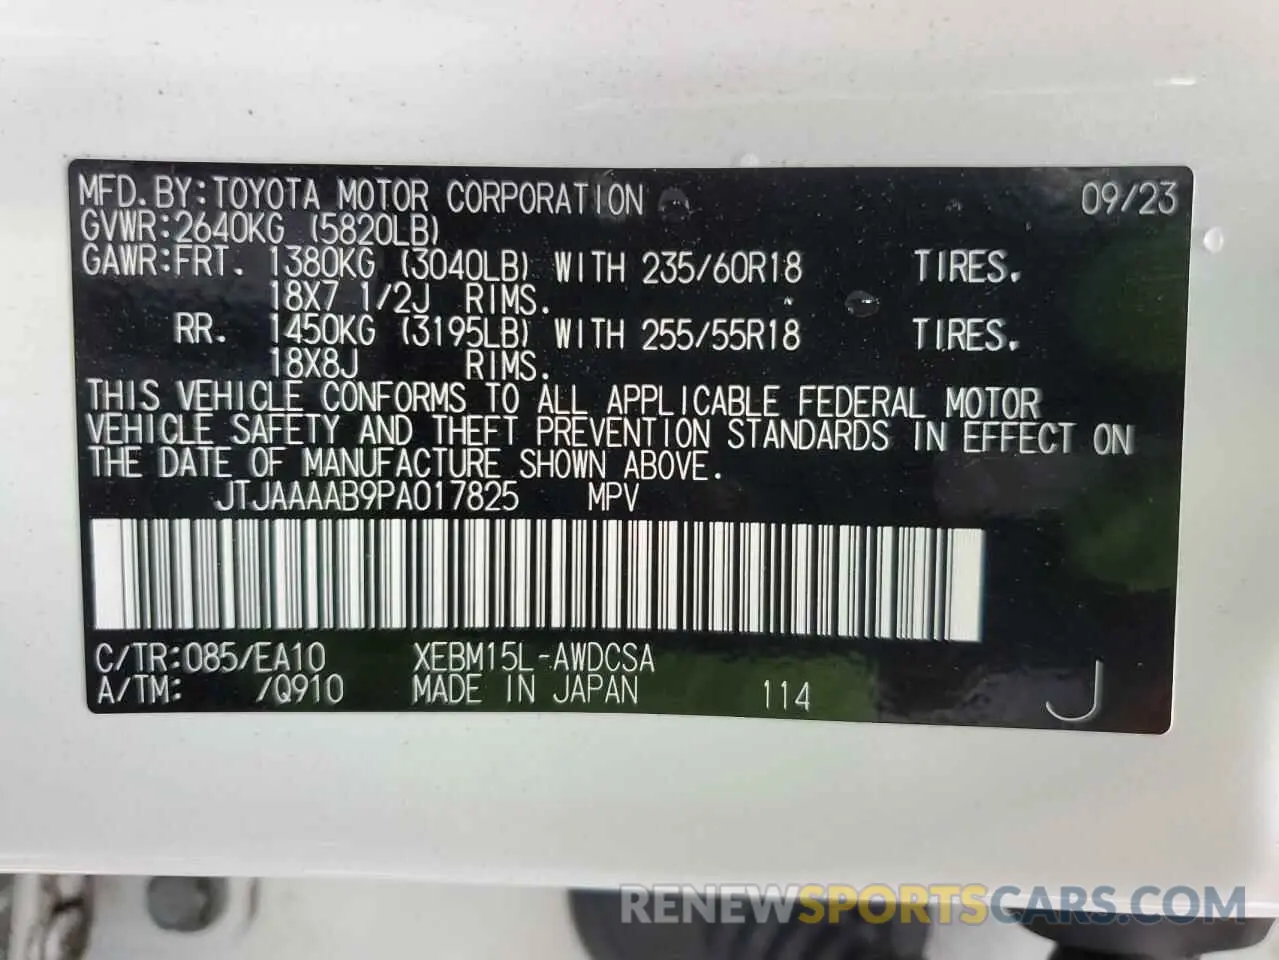 MFD.BY:TOYOTA MOTOR CORPORATION 09/23
GVWR:2640KG (5820LB)
GAWR:FRT. 1380KG (3040LB) WITH 235/60R18 TIRES.
18X7 1/2J RIMS.
RR. 1450KG (3195LB) WITH 255/55R18 TIRES.
18X8J RIMS.
THIS VEHICLE CONFORMS TO ALL APPLICABLE FEDERAL MOTOR
VEHICLE SAFETY AND THEFT PREVENTION STANDARDS IN EFFECT ON
THE DATE OF MANUFACTURE SHOWN ABOVE.
JTJAAAAB9PA017825 MPV
C/TR:085/EA10 XEBM15L-AWDCSA
A/TM: /Q910 MADE IN JAPAN 114 J
RENEWSPORTSCARS.COM